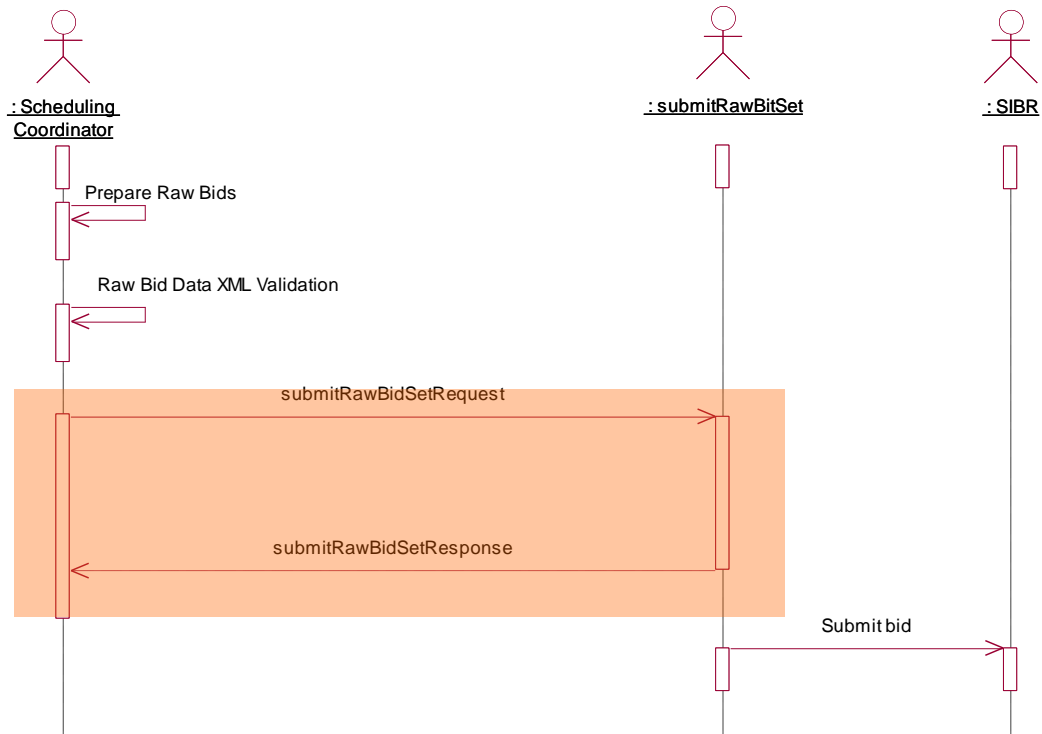 : Scheduling
Coordinator
: submitRawBitSet
: SIBR
Prepare Raw Bids
Raw Bid Data XML Validation
submitRawBidSetRequest
submitRawBidSetResponse
Submit bid